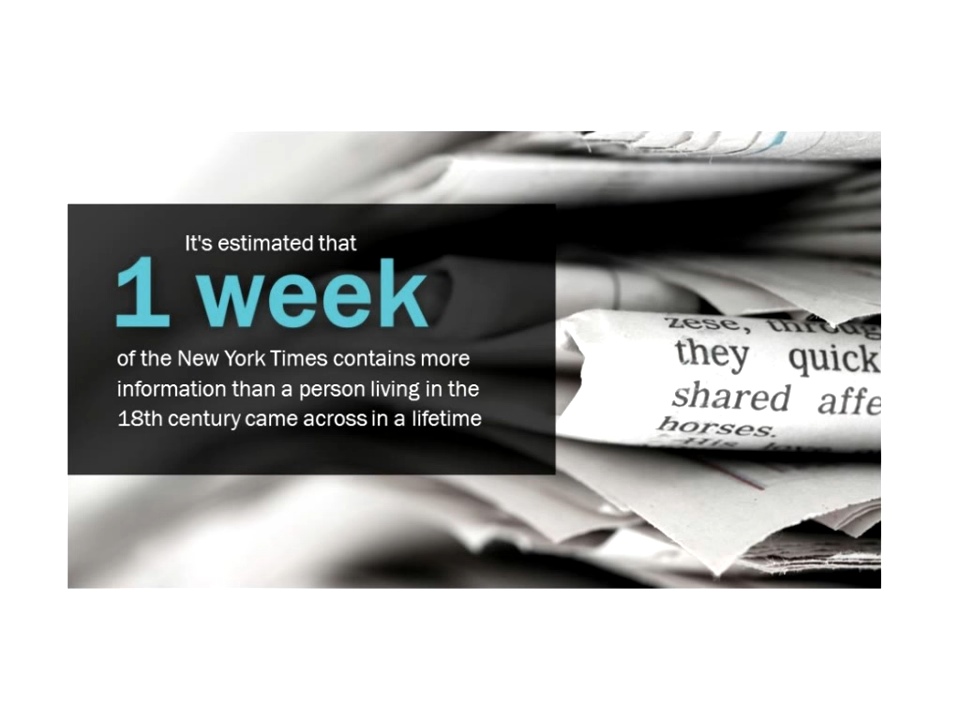 It's estimated that
1 week
of the New York Times contains more
information than a person living in the
18th century came across in a lifetime
they quick
shared affe
horses.